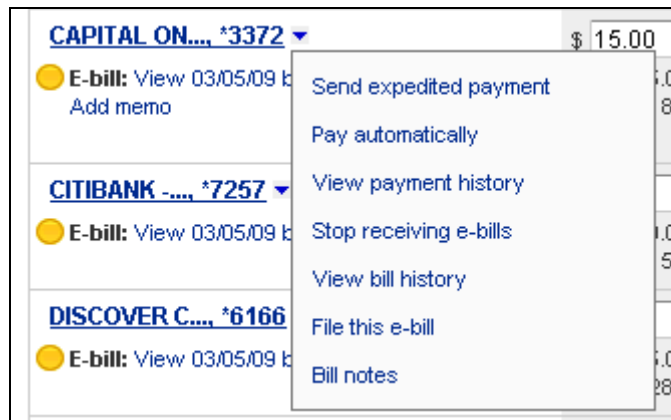 CAPITAL ON..., *3372
$ 15.00
E-bill: View 03/05/09
Add memo
Send expedited payment
Pay automatically
View payment history
Stop receiving e-bills
View bill history
File this e-bill
Bill notes
CITIBANK -..., *7257
E-bill: View 03/05/09
DISCOVER C..., *6166
E-bill: View 03/05/09